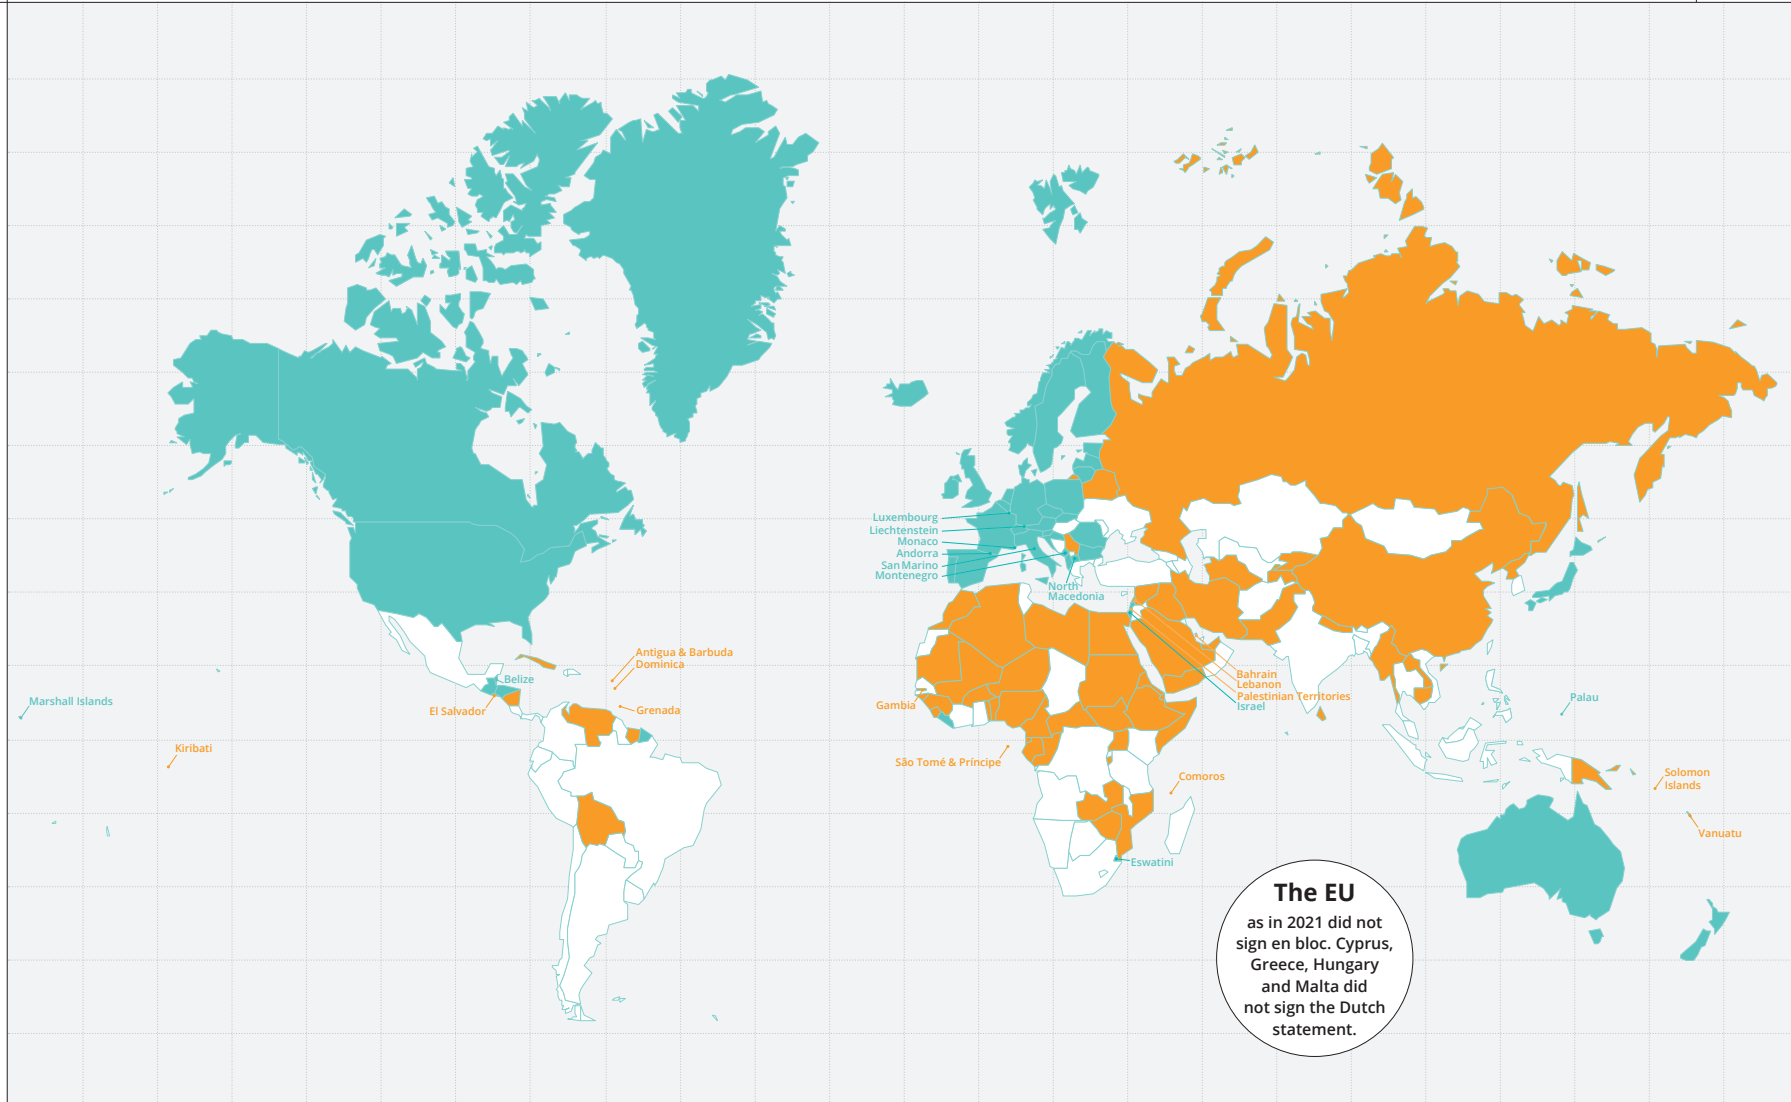 Luxembourg
Liechtenstein
Monaco
Andorra
San Marino
Montenegro
North
Macedonia
Antigua & Barbuda
Dominica
Belize
Marshall Islands
El Salvador
Grenada
Gambia
Bahrain
Lebanon
Palestinian Territories
Israel
Palau
Kiribati
São Tomé & Príncipe
Comoros
Solomon
Islands
Vanuatu
Eswatini
The EU
as in 2021 did not
sign en bloc. Cyprus,
Greece, Hungary
and Malta did
not sign the Dutch
statement.